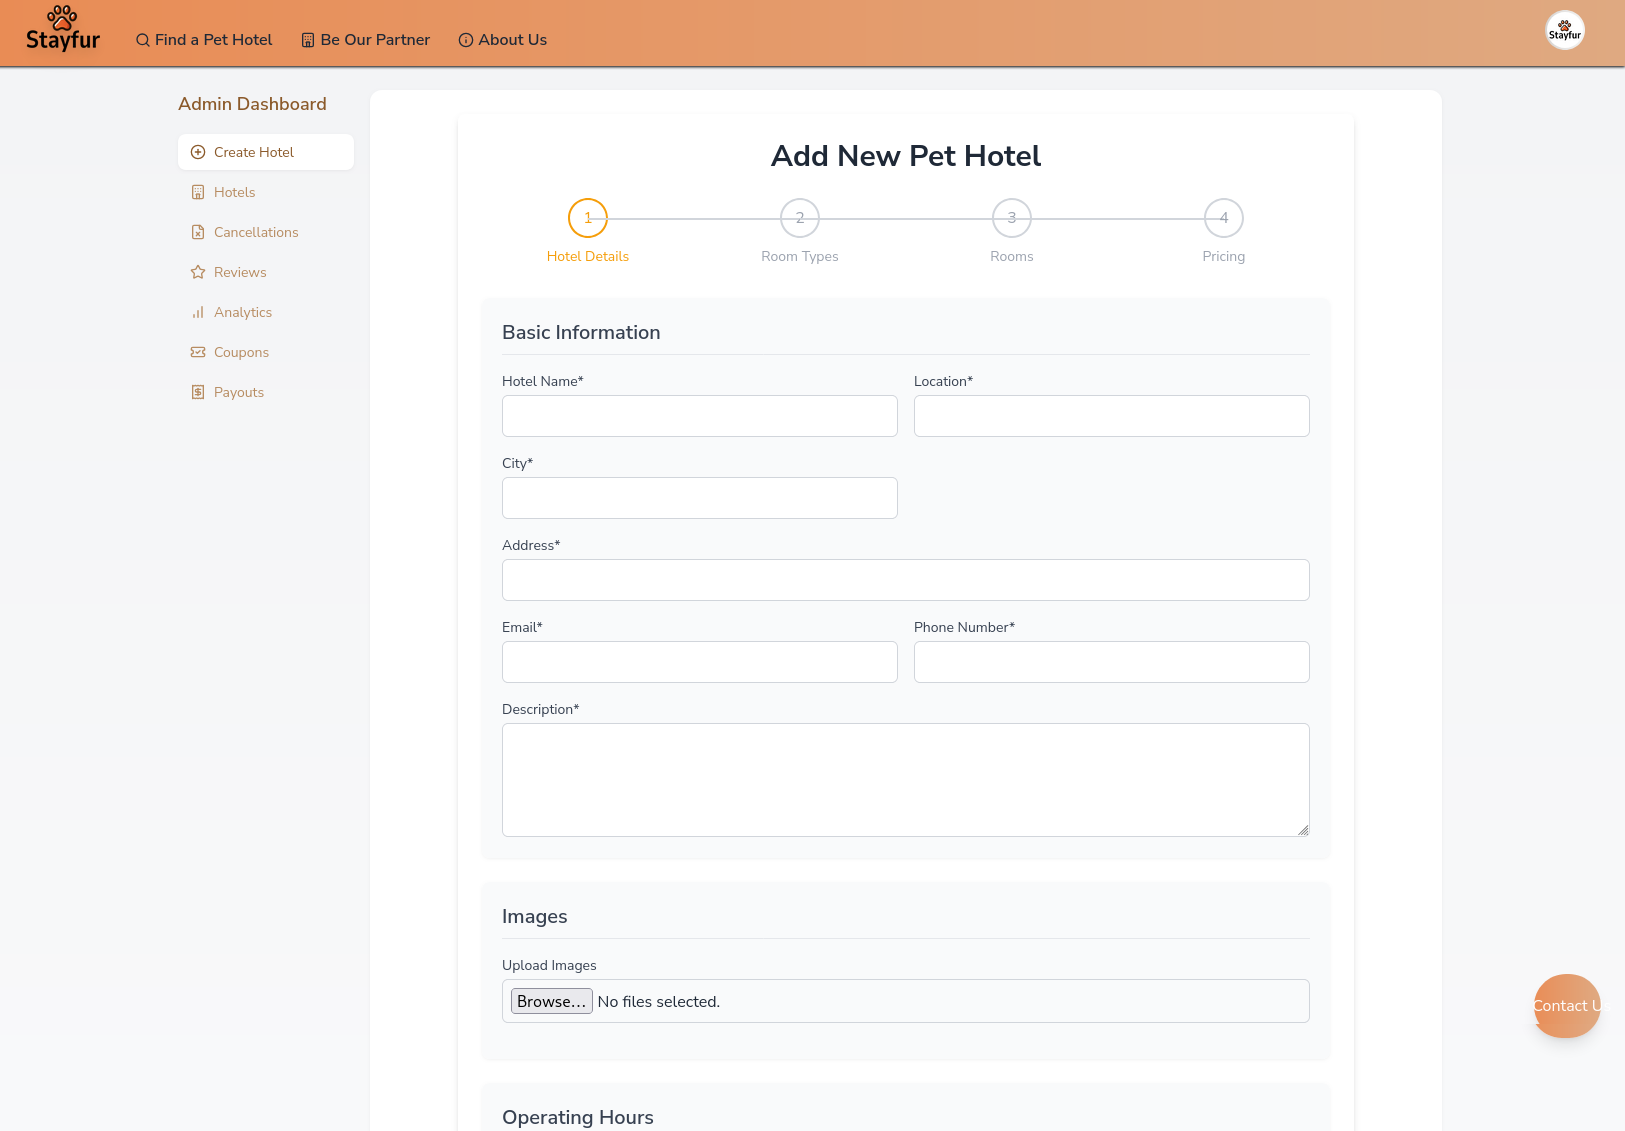 Stayfur
Find a Pet Hotel
Be Our Partner
About Us
Stayfur
Admin Dashboard
Create Hotel
Hotels
Cancellations
Reviews
Analytics
Coupons
Payouts
Add New Pet Hotel
1
2
3
4
Hotel Details
Room Types
Rooms
Pricing
Basic Information
Hotel Name*
Location*
City*
Address*
Email*
Phone Number*
Description*
Images
Upload Images
Browse... No files selected.
Operating Hours
Contact U